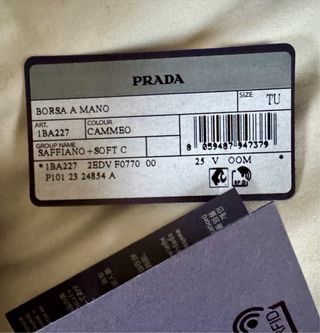 PRADA
BORSA A MANO
SIZE TU
ART. COLOUR
1BA227 CAMMEO
GROUP NAME
SAFFIANO+SOFT C
8 059487 947379
*1BA227 2EDV F0770 00 25 V OOM
P101 23 24854 A
RFID